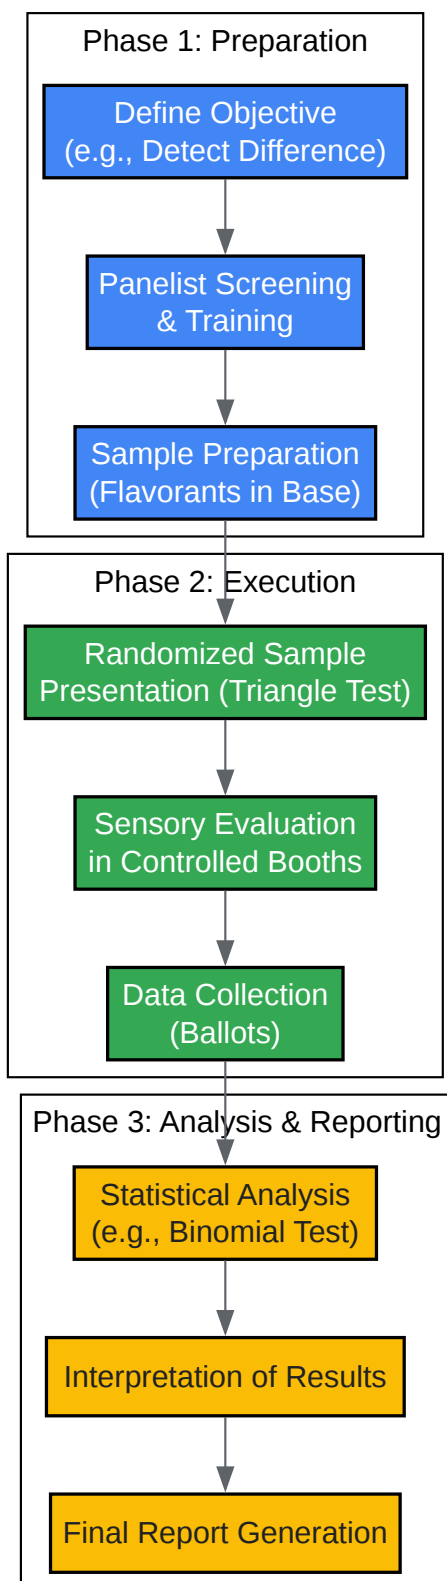 Phase 1: Preparation
Define Objective
(e.g., Detect Difference)
Panelist Screening
& Training
Sample Preparation
(Flavorants in Base)
Phase 2: Execution
Randomized Sample
Presentation (Triangle Test)
Sensory Evaluation
in Controlled Booths
Data Collection
(Ballots)
Phase 3: Analysis & Reporting
Statistical Analysis
(e.g., Binomial Test)
Interpretation of Results
Final Report Generation